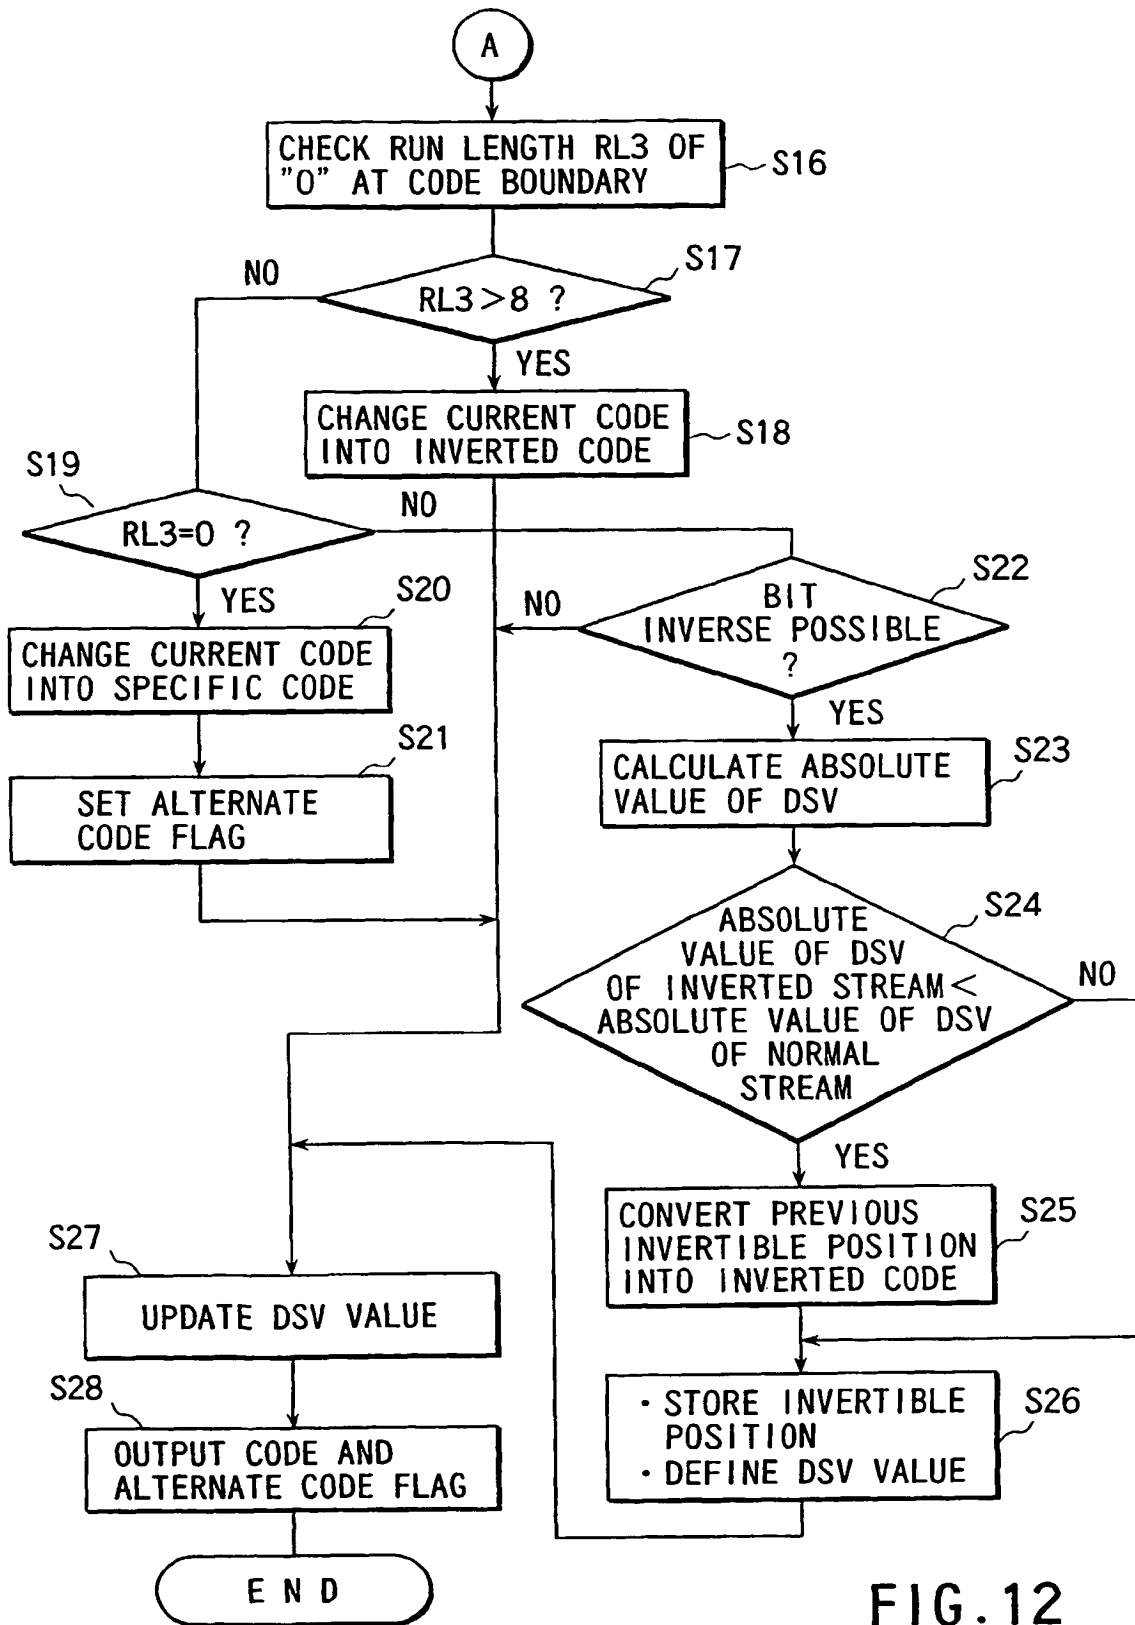 A
CHECK RUN LENGTH RL3 OF
"0" AT CODE BOUNDARY
S16
S17
RL3>8 ?
NO
YES
CHANGE CURRENT CODE
INTO INVERTED CODE
S18
S19
RL3=0 ?
NO
YES
S20
CHANGE CURRENT CODE
INTO SPECIFIC CODE
S21
SET ALTERNATE
CODE FLAG
S22
BIT
INVERSE POSSIBLE
?
NO
YES
S23
CALCULATE ABSOLUTE
VALUE OF DSV
S24
ABSOLUTE
VALUE OF DSV
OF INVERTED STREAM<
ABSOLUTE VALUE OF DSV
OF NORMAL
STREAM
NO
YES
S25
CONVERT PREVIOUS
INVERTIBLE POSITION
INTO INVERTED CODE
S26
· STORE INVERTIBLE
POSITION
· DEFINE DSV VALUE
S27
UPDATE DSV VALUE
S28
OUTPUT CODE AND
ALTERNATE CODE FLAG
END
FIG.12